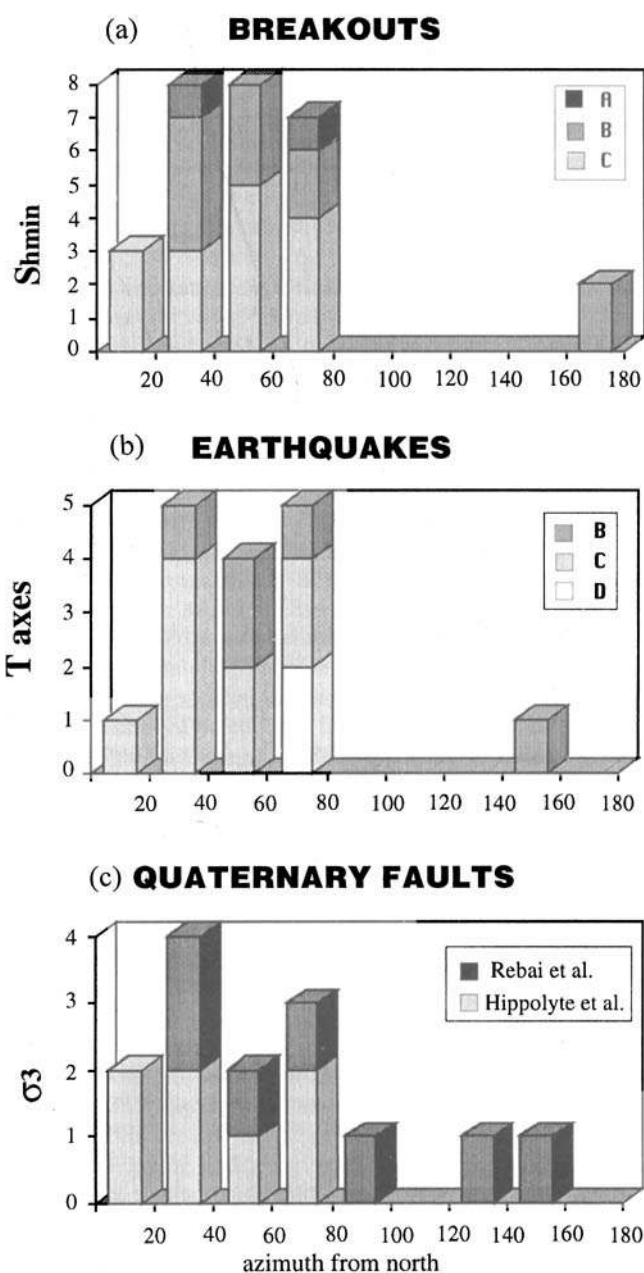 (a) BREAKOUTS
8
7
6
5
4
3
2
1
0
Shmin
A
B
C
20 40 60 80 100 120 140 160 180
(b) EARTHQUAKES
5
4
3
2
1
0
T axes
B
C
D
20 40 60 80 100 120 140 160 180
(c) QUATERNARY FAULTS
4
3
2
1
0
σ3
Rebai et al.
Hippolyte et al.
20 40 60 80 100 120 140 160 180
azimuth from north